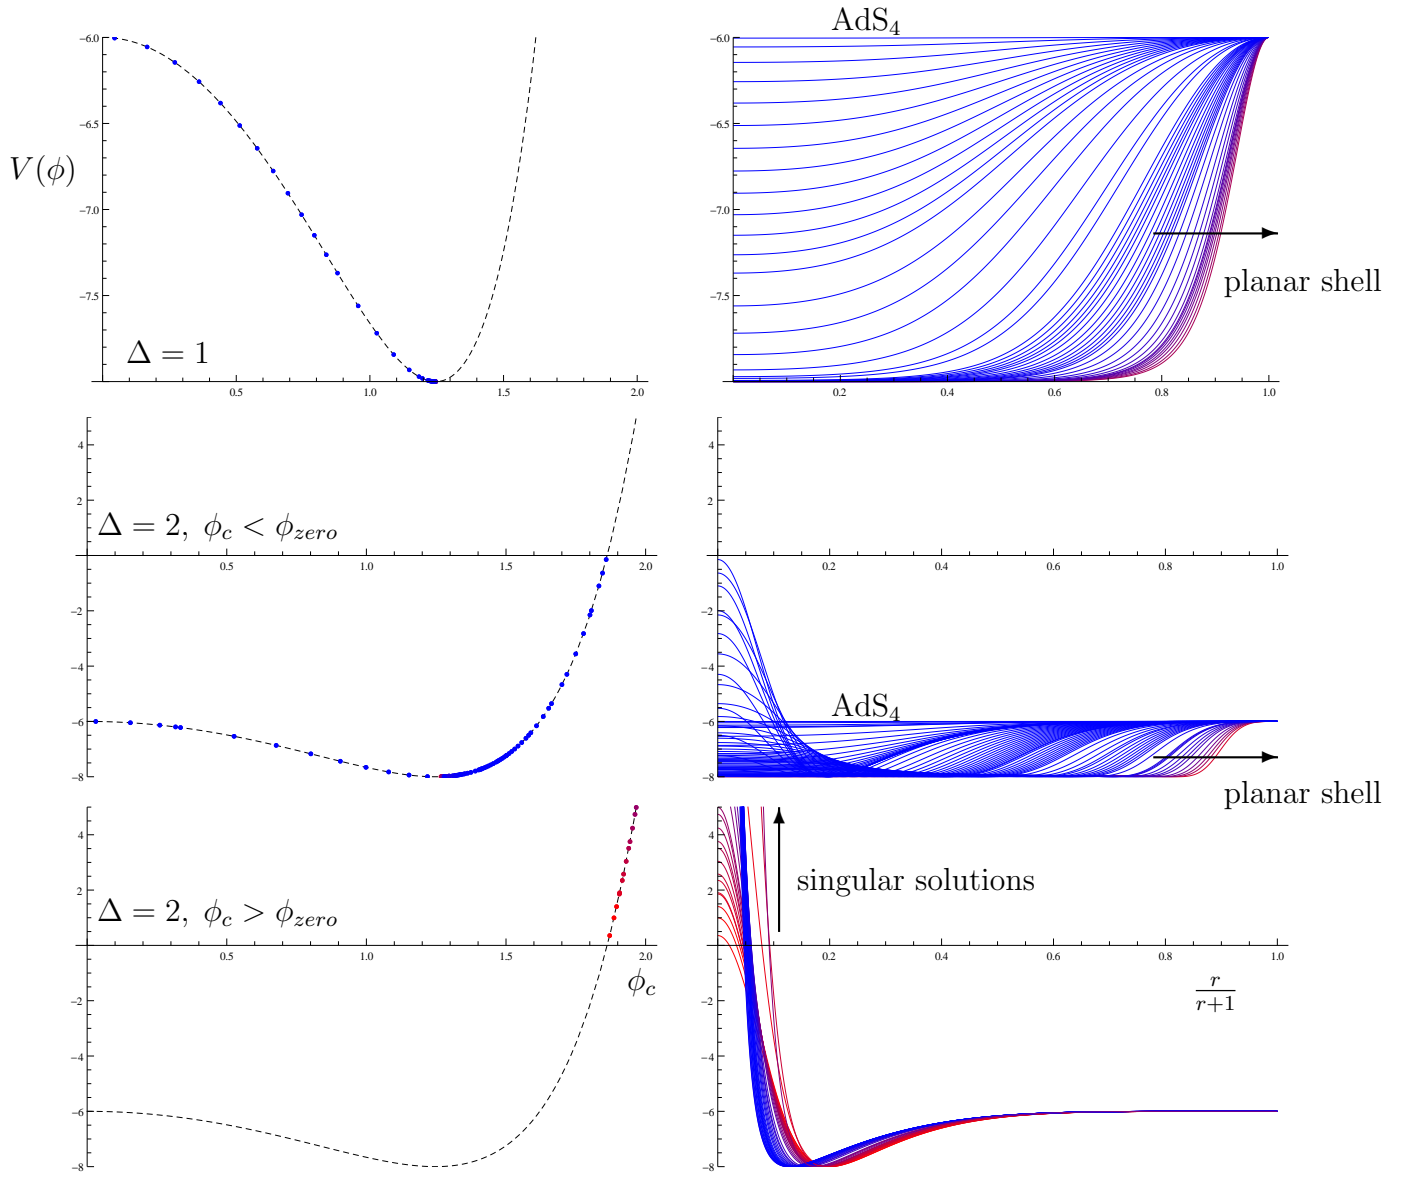 AdS₄
−6.0
−6.5
−7.0
−7.5
V(ϕ)
Δ = 1
0.5 1.0 1.5 2.0
−6.0
−6.5
−7.0
−7.5
planar shell
0.2 0.4 0.6 0.8 1.0
4
2
Δ = 2, ϕ_c < ϕ_zero
0.5 1.0 1.5 2.0
−2
−4
−6
−8
4
2
0.2 0.4 0.6 0.8 1.0
−2
−4
AdS₄
−6
−8
planar shell
4
2
Δ = 2, ϕ_c > ϕ_zero
0.5 1.0 1.5 2.0
ϕ_c
−2
−4
−6
−8
4
singular solutions
2
0.2 0.4 0.6 0.8 1.0
r/(r+1)
−2
−4
−6
−8